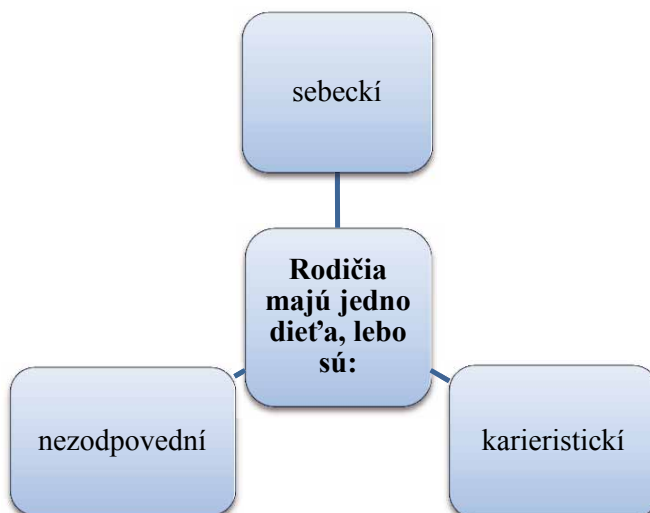 sebeckí
Rodičia
majú jedno
dieťa, lebo
sú:
nezodpovední
karieristickí